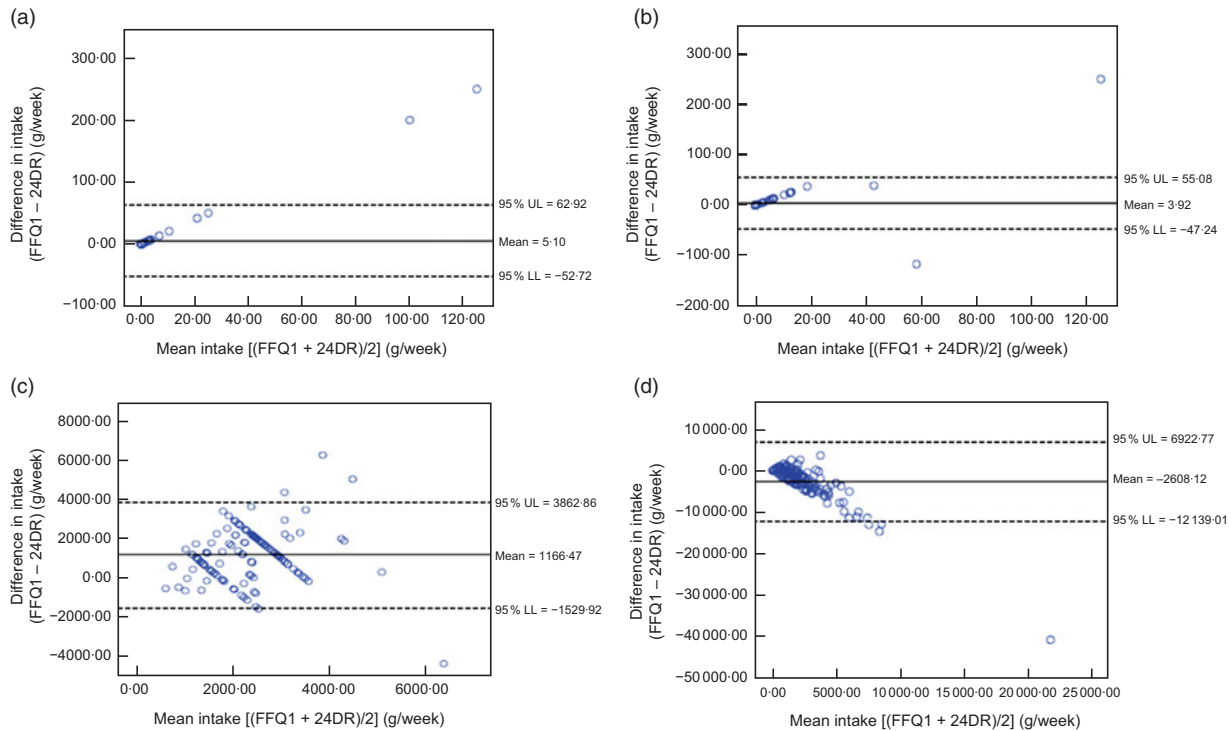 (a)
Difference in intake
(FFQ1 – 24DR) (g/week)
300·00
200·00
100·00
0·00
−100·00
0·00 20·00 40·00 60·00 80·00 100·00 120·00
Mean intake [(FFQ1 + 24DR)/2] (g/week)
95% UL = 62·92
Mean = 5·10
95% LL = −52·72
(b)
Difference in intake
(FFQ1 – 24DR) (g/week)
300·00
200·00
100·00
0·00
−100·00
−200·00
0·00 20·00 40·00 60·00 80·00 100·00 120·00
Mean intake [(FFQ1 + 24DR)/2] (g/week)
95% UL = 55·08
Mean = 3·92
95% LL = −47·24
(c)
Difference in intake
(FFQ1 – 24DR) (g/week)
8000·00
6000·00
4000·00
2000·00
0·00
−2000·00
−4000·00
0·00 2000·00 4000·00 6000·00
Mean intake [(FFQ1 + 24DR)/2] (g/week)
95% UL = 3862·86
Mean = 1166·47
95% LL = −1529·92
(d)
Difference in intake
(FFQ1 – 24DR) (g/week)
10 000·00
0·00
−10 000·00
−20 000·00
−30 000·00
−40 000·00
−50 000·00
0·00 5000·00 10 000·00 15 000·00 20 000·00 25 000·00
Mean intake [(FFQ1 + 24DR)/2] (g/week)
95% UL = 6922·77
Mean = –2608·12
95% LL = −12 139·01